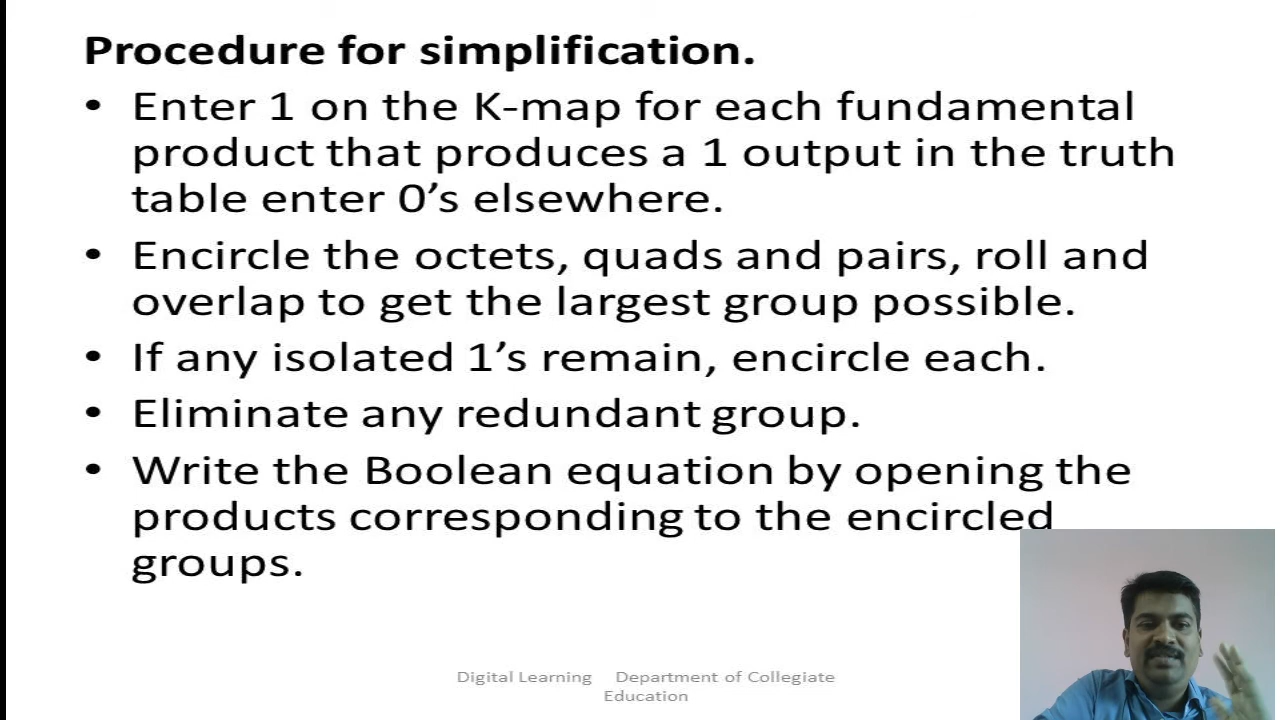 Procedure for simplification.
• Enter 1 on the K-map for each fundamental
product that produces a 1 output in the truth
table enter 0’s elsewhere.
• Encircle the octets, quads and pairs, roll and
overlap to get the largest group possible.
• If any isolated 1’s remain, encircle each.
• Eliminate any redundant group.
• Write the Boolean equation by opening the
products corresponding to the encircled
groups.
Digital Learning Department of Collegiate
Education